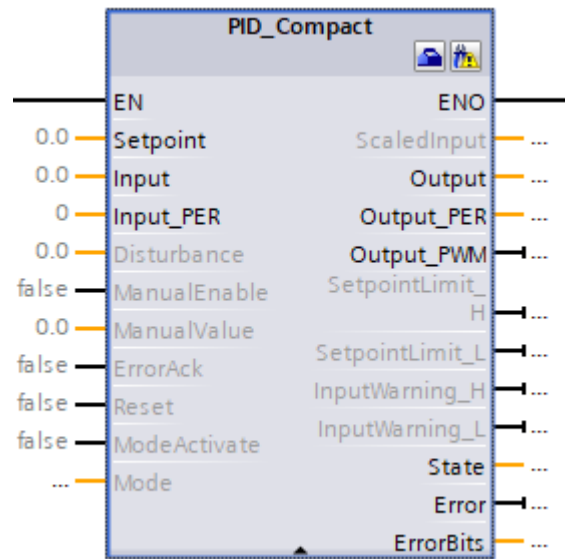 PID_Compact
EN ENO
0.0 Setpoint ScaledInput ...
0.0 Input Output ...
0 Input_PER Output_PER ...
0.0 Disturbance Output_PWM ...
false ManualEnable SetpointLimit_
H ...
0.0 ManualValue SetpointLimit_L ...
false ErrorAck InputWarning_H ...
false Reset InputWarning_L ...
false ModeActivate State ...
... Mode Error ...
ErrorBits ...